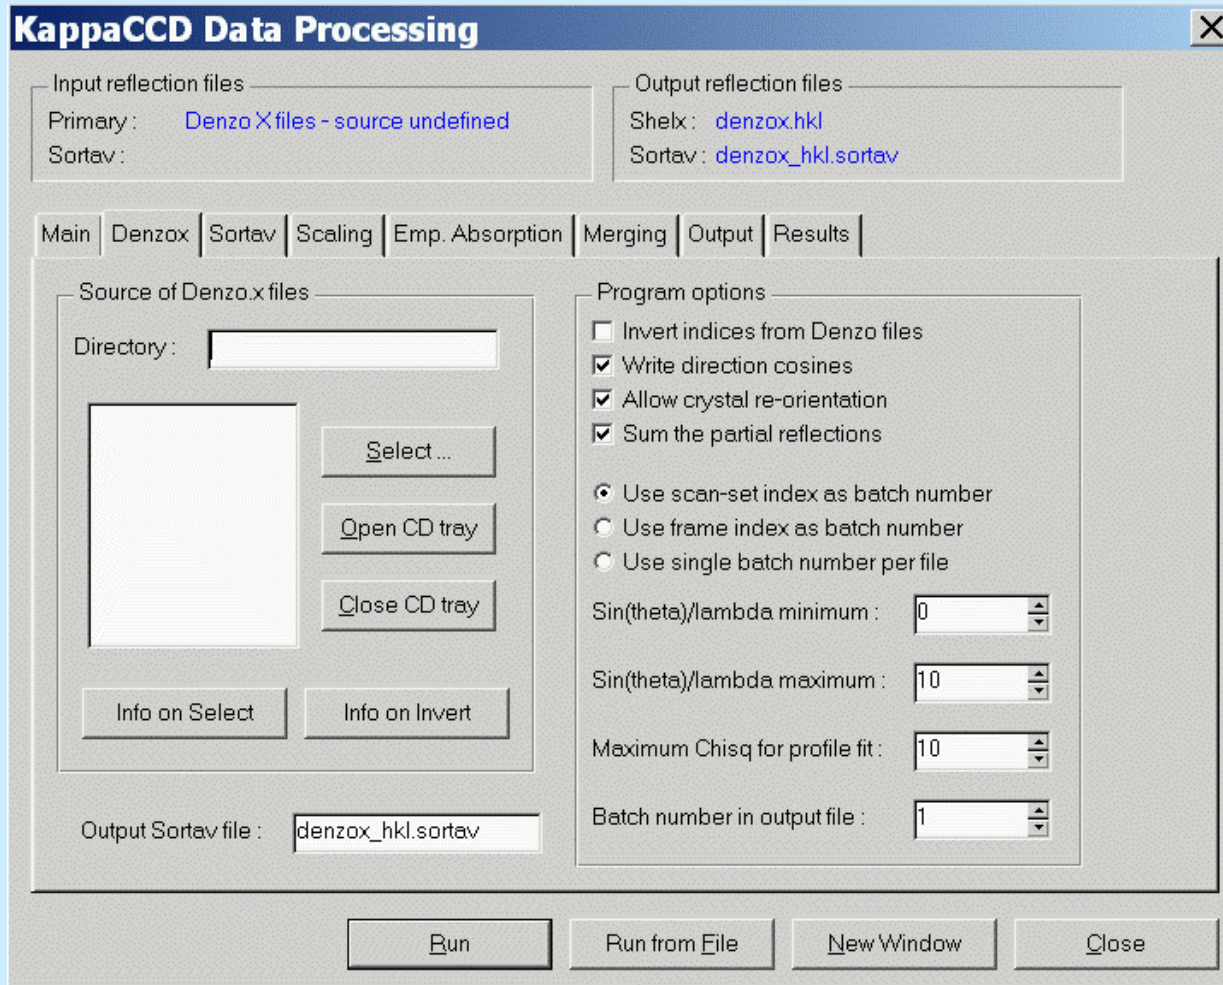 KappaCCD Data Processing
Input reflection files
Primary : Denzo X files - source undefined
Sortav :
Output reflection files
Shelx : denzox.hkl
Sortav : denzox_hkl.sortav
Main Denzox Sortav Scaling Emp. Absorption Merging Output Results
Source of Denzo.x files
Directory :
Select ...
Open CD tray
Close CD tray
Info on Select Info on Invert
Output Sortav file : denzox_hkl.sortav
Program options
Invert indices from Denzo files
Write direction cosines
Allow crystal re-orientation
Sum the partial reflections
Use scan-set index as batch number
Use frame index as batch number
Use single batch number per file
Sin(theta)/lambda minimum : 0
Sin(theta)/lambda maximum : 10
Maximum Chisq for profile fit : 10
Batch number in output file : 1
Run Run from File New Window Close